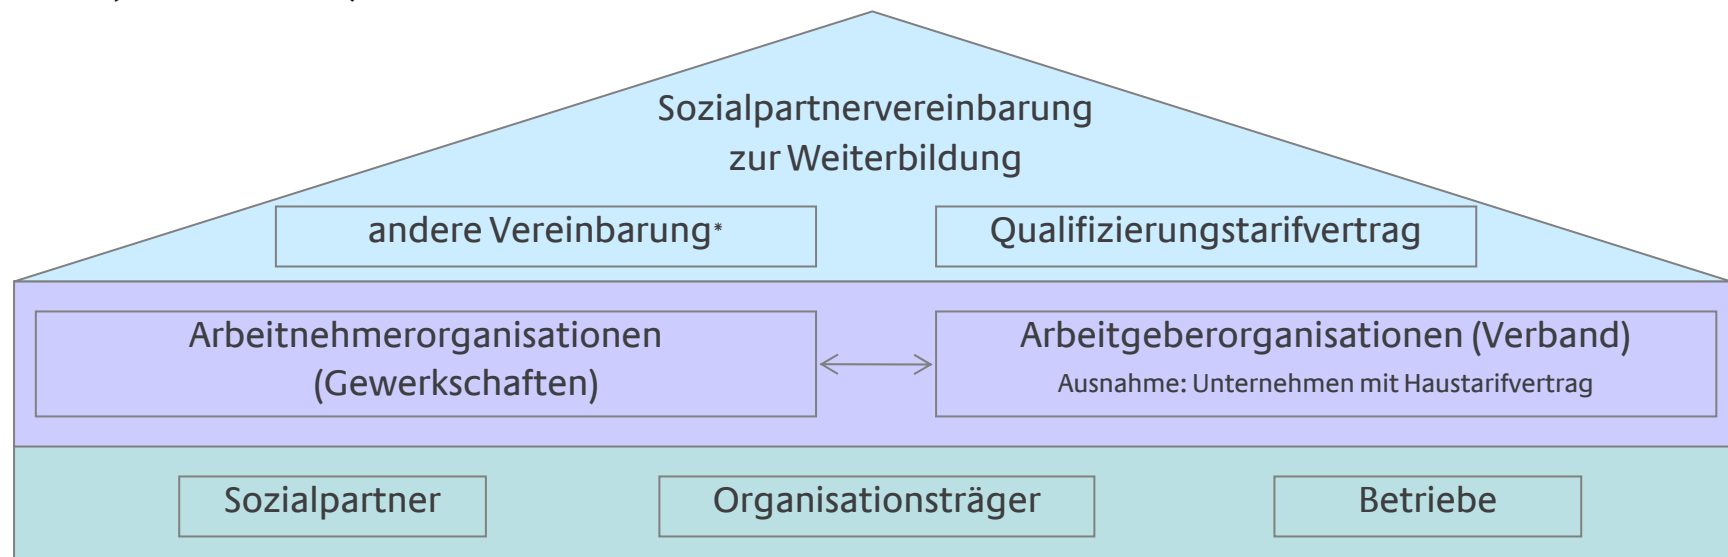 Sozialpartnervereinbarung
zur Weiterbildung
andere Vereinbarung*
Qualifizierungstarifvertrag
Arbeitnehmerorganisationen
(Gewerkschaften)
Arbeitgeberorganisationen (Verband)
Ausnahme: Unternehmen mit Haustarifvertrag
Sozialpartner
Organisationsträger
Betriebe